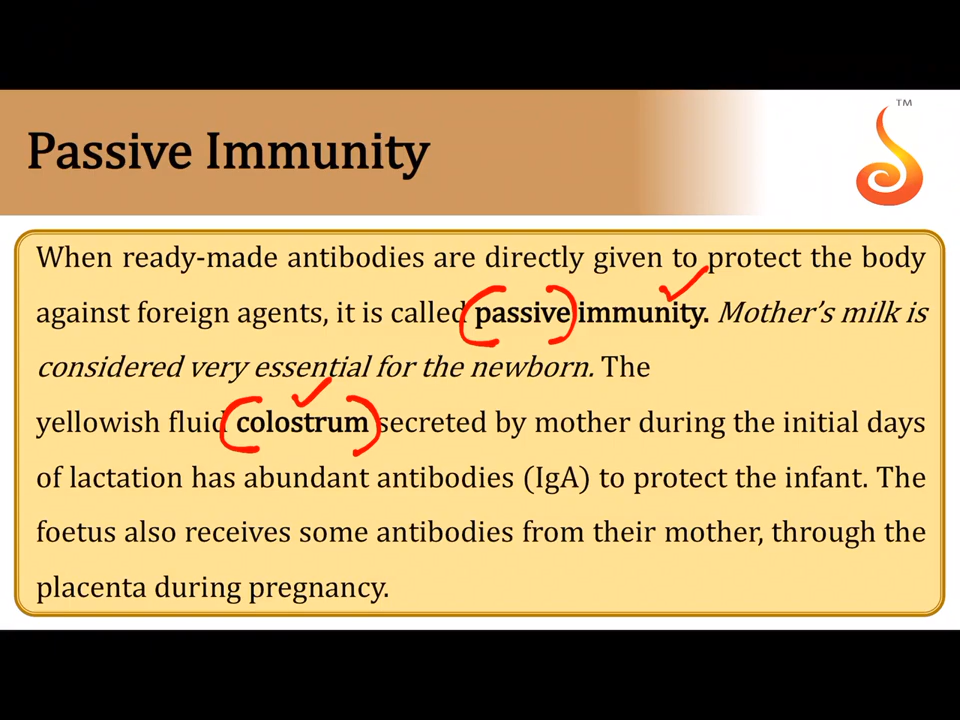 TM
Passive Immunity
When ready-made antibodies are directly given to protect the body
against foreign agents, it is called passive immunity. Mother's milk is
considered very essential for the newborn. The
yellowish fluid colostrum secreted by mother during the initial days
of lactation has abundant antibodies (IgA) to protect the infant. The
foetus also receives some antibodies from their mother, through the
placenta during pregnancy.